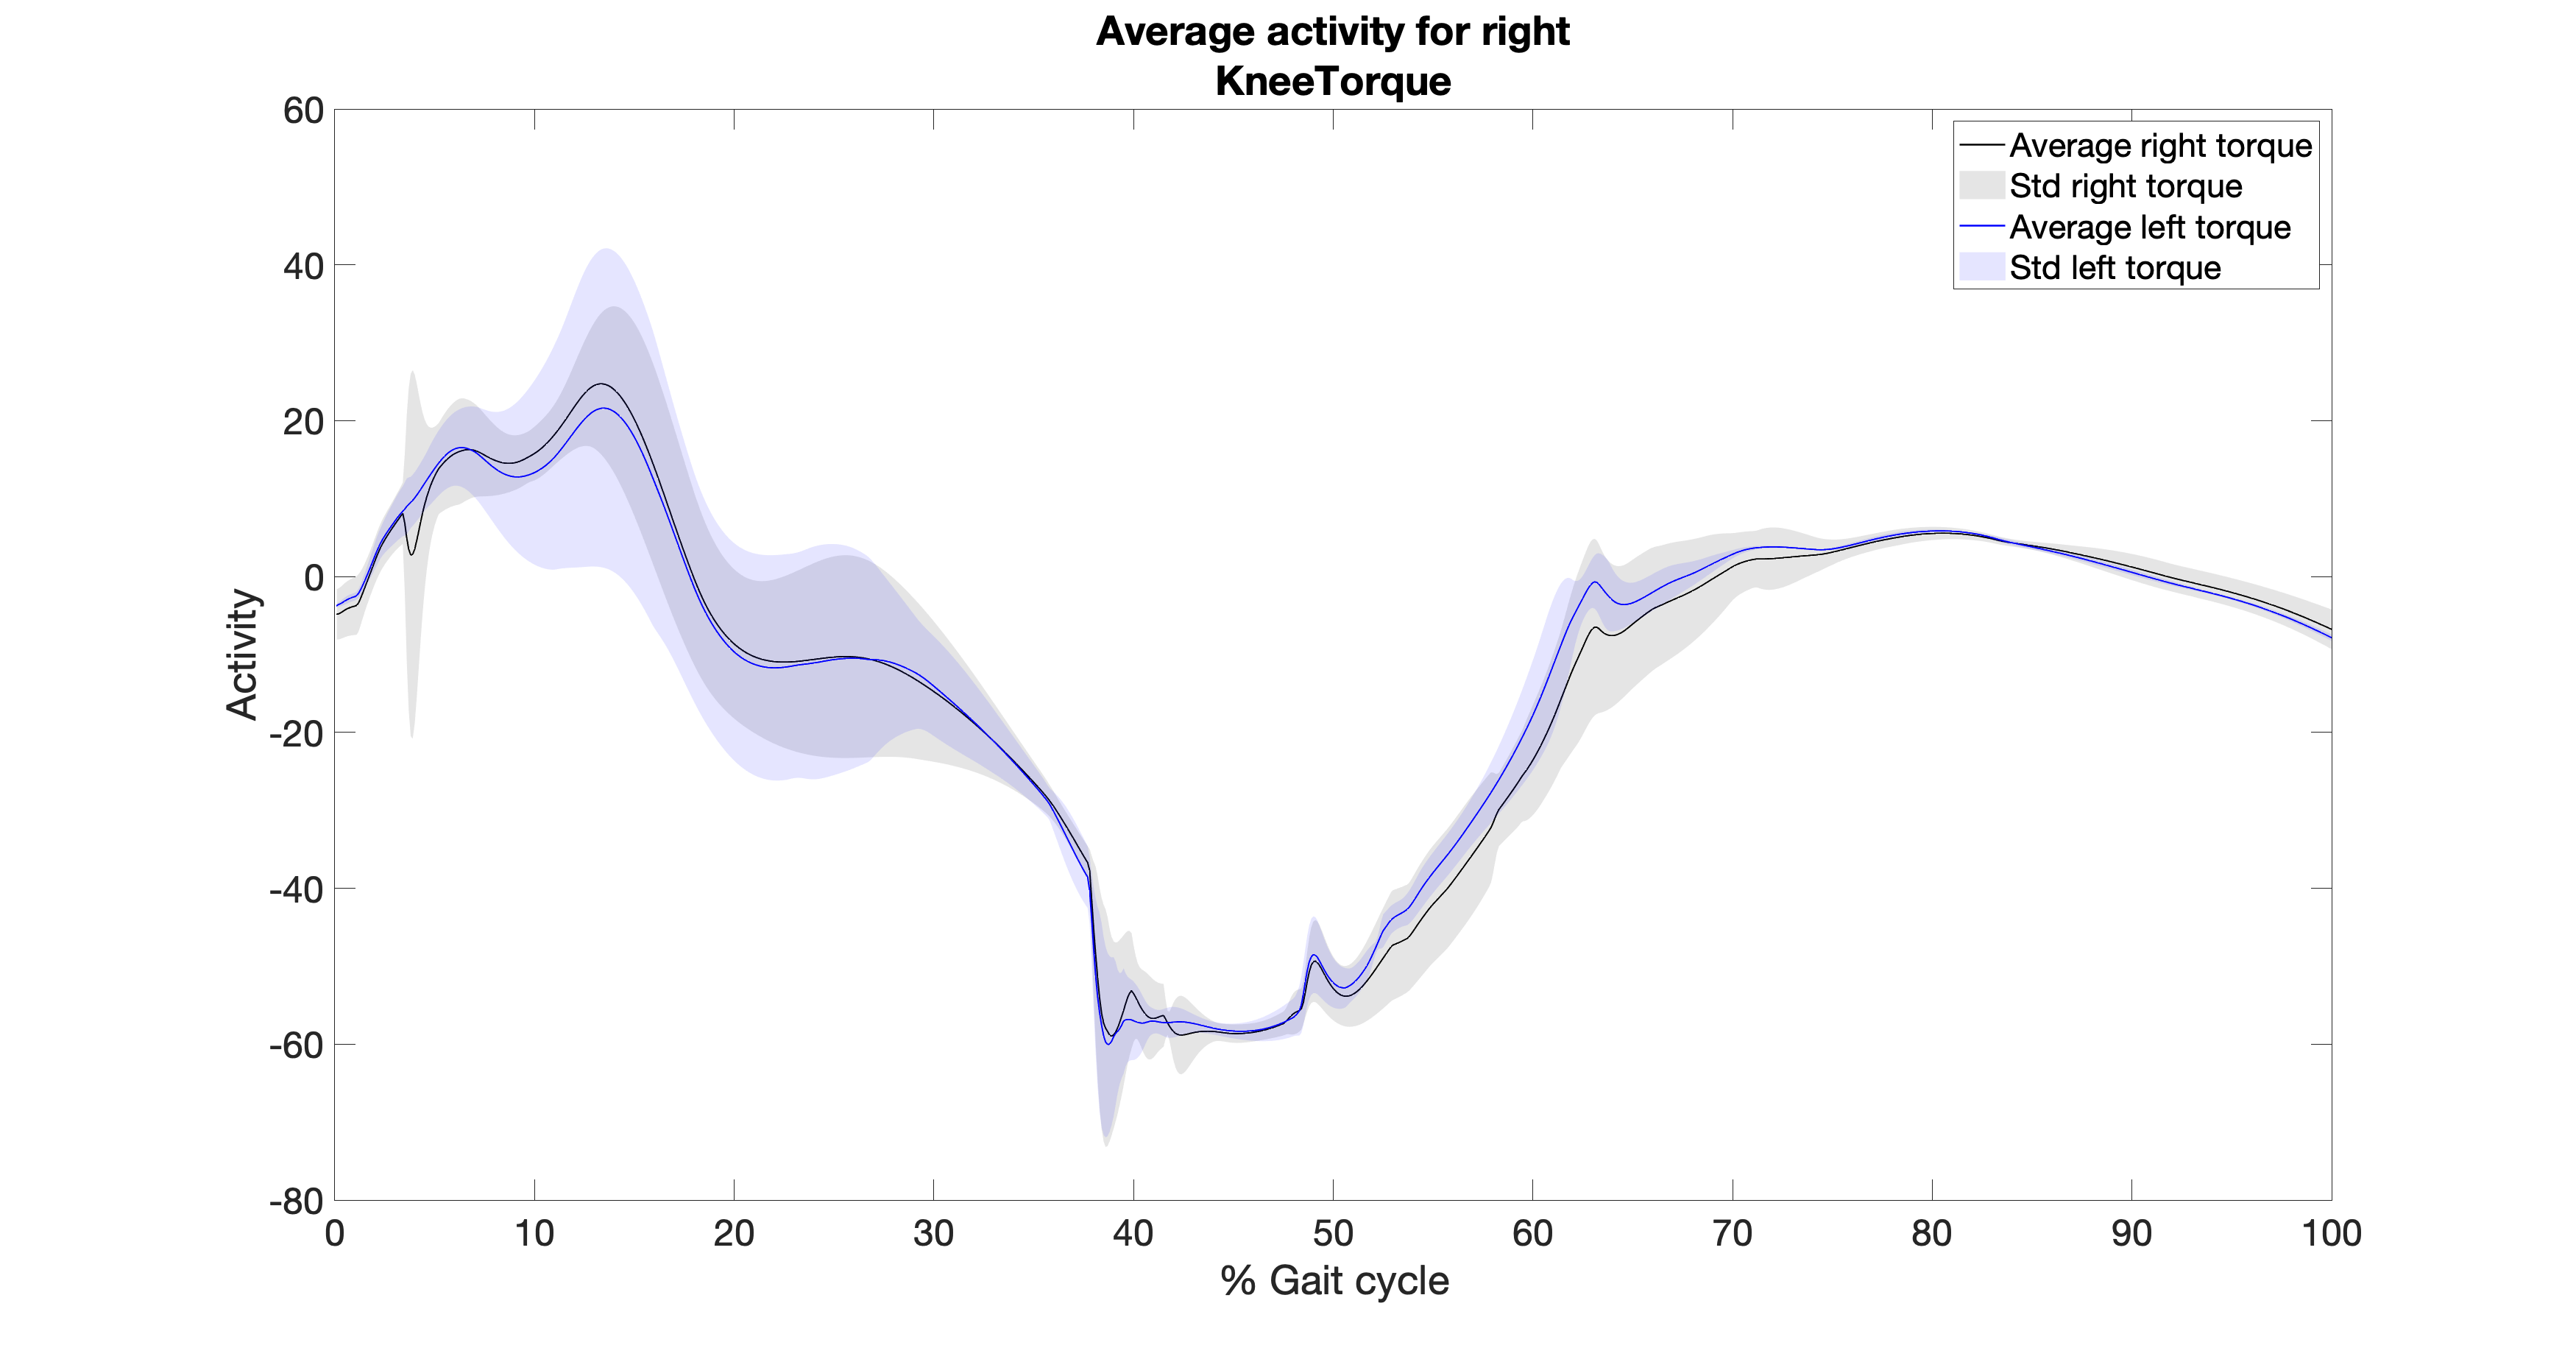 Average activity for right
KneeTorque
60
40
20
0
-20
-40
-60
-80
Activity
Average right torque
Std right torque
Average left torque
Std left torque
0 10 20 30 40 50 60 70 80 90 100
% Gait cycle